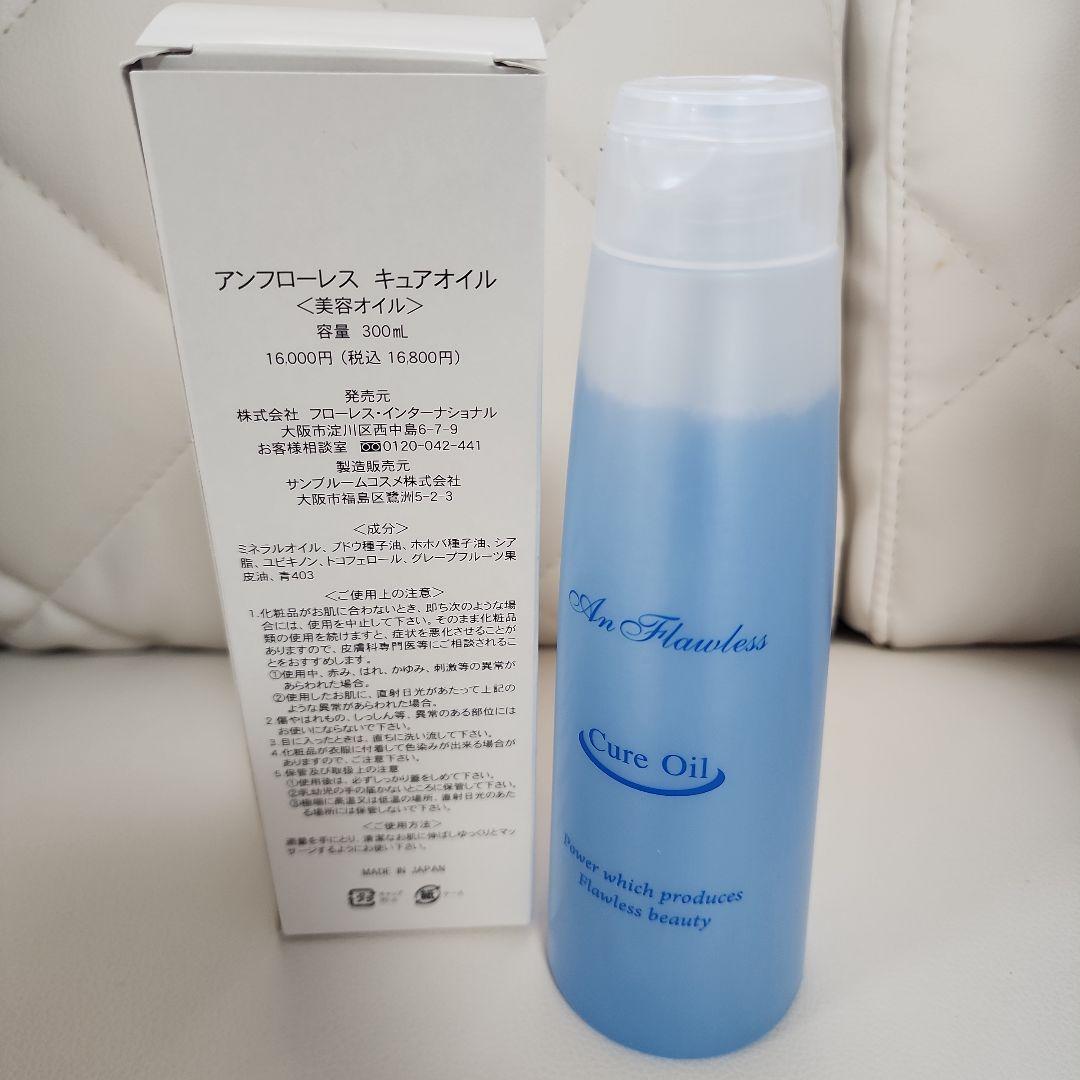 アンフローレス キュアオイル
＜美容オイル＞
容量 300mL
16,000円（税込 16,800円）
発売元
株式会社 フローレス・インターナショナル
大阪市淀川区西中島6-7-9
お客様相談室 0120-042-441
製造販売元
サンブルームコスメ株式会社
大阪市福島区鷺洲5-2-3
＜成分＞
ミネラルオイル、ブドウ種子油、ホホバ種子油、シア
脂、ユビキノン、トコフェロール、グレープフルーツ果
皮油、青403
＜ご使用上の注意＞
1.化粧品がお肌に合わないとき、即ち次のような場
合には、使用を中止して下さい。そのまま化粧品
類の使用を続けますと、症状を悪化させることが
ありますので、皮膚科専門医等にご相談されるこ
とをおすすめします。
①使用中、赤み、はれ、かゆみ、刺激等の異常が
あらわれた場合。
②使用したお肌に、直射日光があたって上記の
ような異常があらわれた場合。
2.傷やはれもの、しっしん等、異常のある部位には
お使いにならないで下さい。
3.目に入ったときは、直ちに洗い流して下さい。
4.化粧品が衣服に付着して色染みが出来る場合が
ありますので、ご注意下さい。
5.保管及び取扱上の注意
①使用後は、必ずしっかり蓋をしめて下さい。
②乳幼児の手の届かないところに保管して下さい。
③極端に高温又は低温の場所、直射日光のあた
る場所には保管しないで下さい。
＜ご使用方法＞
適量を手にとり、清潔なお肌に伸ばしゆっくりとマッ
サージするようにお使い下さい。
MADE IN JAPAN
紙
An Flawless
Cure Oil
Power which produces
Flawless beauty